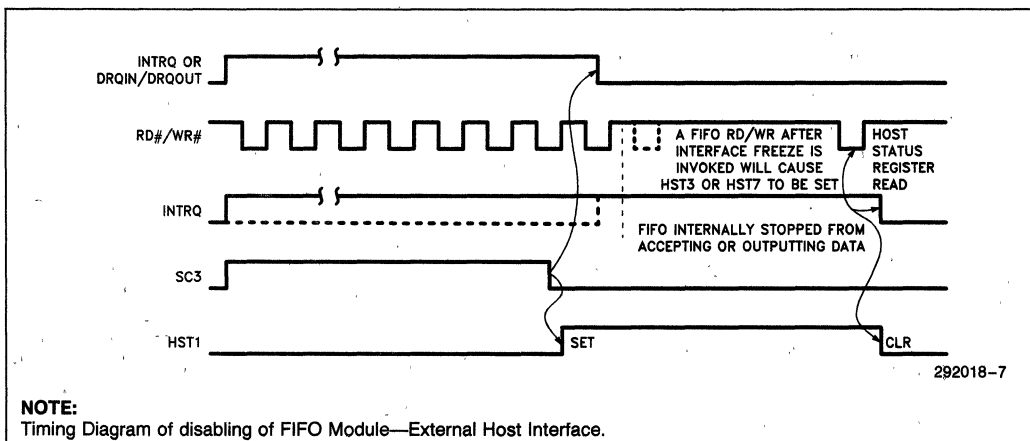 INTRQ OR
DRQIN/DRQOUT
RD#/WR#
A FIFO RD/WR AFTER
INTERFACE FREEZE IS
INVOKED WILL CAUSE
HST3 OR HST7 TO BE SET
HOST
STATUS
REGISTER
READ
INTRQ
FIFO INTERNALLY STOPPED FROM
ACCEPTING OR OUTPUTTING DATA
SC3
HST1
SET
CLR
292018-7
NOTE:
Timing Diagram of disabling of FIFO Module—External Host Interface.